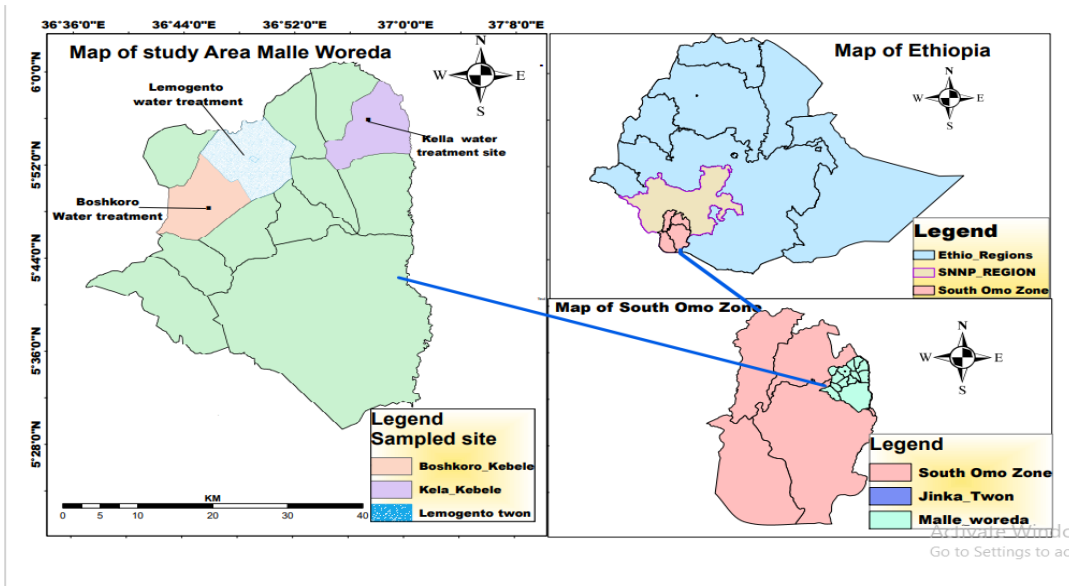 36°36'0"E 36°44'0"E 36°52'0"E 37°0'0"E 37°8'0"E
Map of study Area Malle Woreda
N
W E
S
Lemogento
water treatment
Kella water
treatment site
Boshkoro
Water treatment
6°0'0"N
5°52'0"N
5°44'0"N
5°36'0"N
5°28'0"N
Legend
Sampled site
Boshkoro_Kebele
Kela_Kebele
Lemogento twon
KM
0 5 10 20 30 40
Map of Ethiopia
N
W E
S
Legend
Ethio_Regions
SNNP_REGION
South Omo Zone
Map of South Omo Zone
N
W E
S
Legend
South Omo Zone
Jinka_Twon
Malle_woreda
Activate Windo
Go to Settings to ac